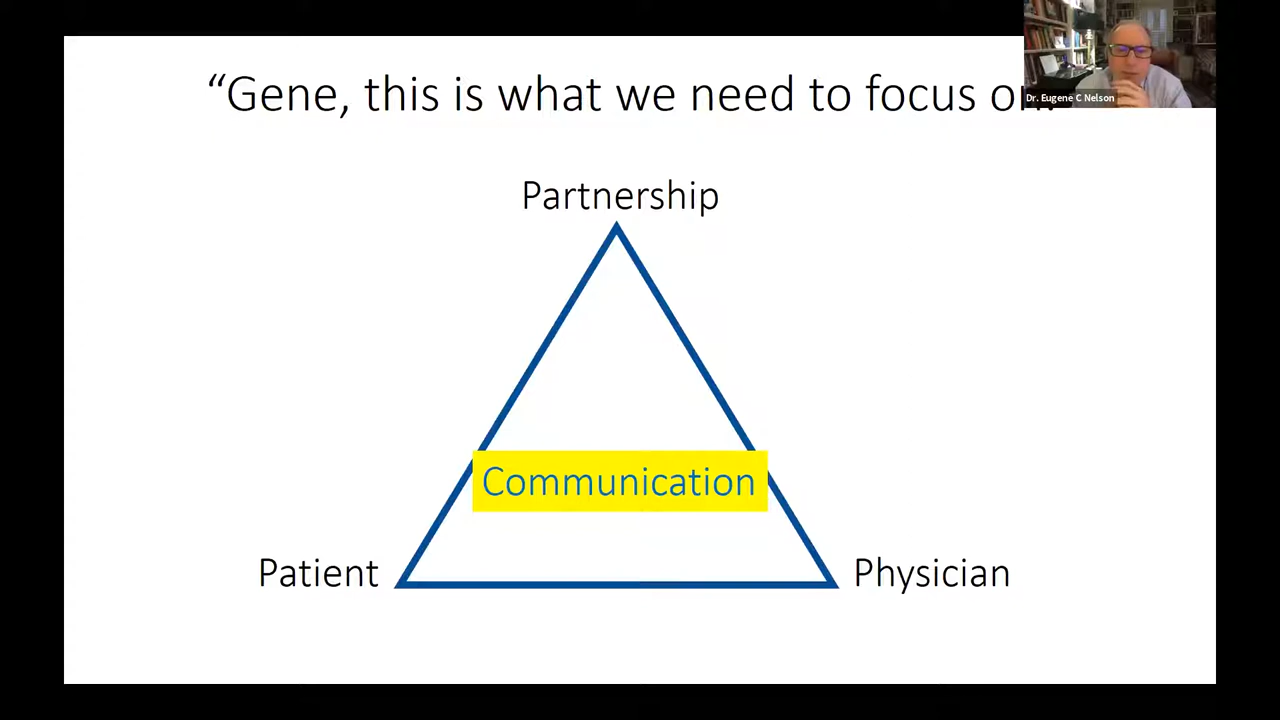 “Gene, this is what we need to focus on.
Dr. Eugene C Nelson
Partnership
Communication
Patient
Physician